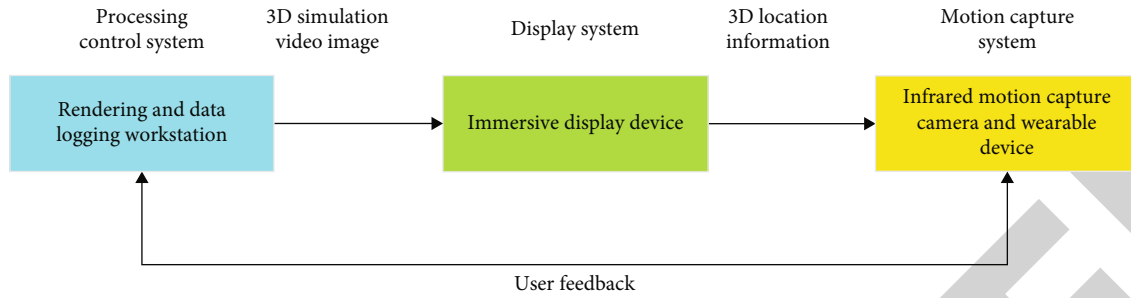 Processing
control system
3D simulation
video image
Display system
3D location
information
Motion capture
system
Rendering and data
logging workstation
Immersive display device
Infrared motion capture
camera and wearable
device
User feedback